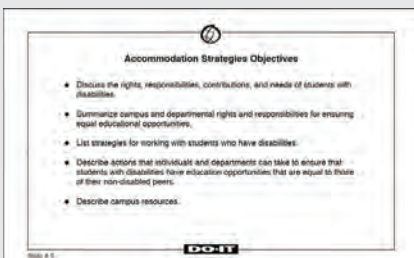 Accommodation Strategies Objectives
• Discuss the rights, responsibilities, contributions, and needs of students with
disabilities.
• Summarize campus and departmental rights and responsibilities for ensuring
equal educational opportunities.
• List strategies for working with students who have disabilities.
• Describe actions that individuals and departments can take to ensure that
students with disabilities have education opportunities that are equal to those
of their non-disabled peers.
• Describe campus resources.
DO-IT